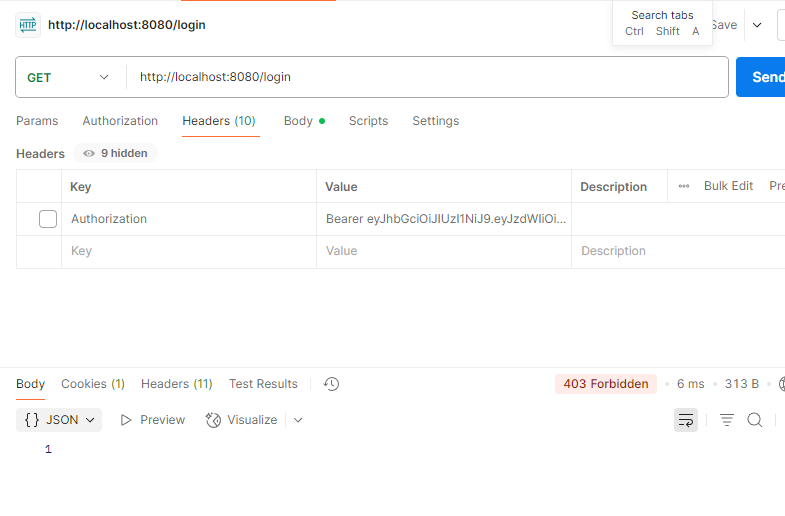 HTTP http://localhost:8080/login
Search tabs
Ctrl Shift A
Save
GET http://localhost:8080/login Send
Params Authorization Headers (10) Body Scripts Settings
Headers 9 hidden
Key Value Description ••• Bulk Edit Pre
Authorization Bearer eyJhbGciOiJIUzI1NiJ9.eyJzdWIiOi...
Key Value Description
Body Cookies (1) Headers (11) Test Results 403 Forbidden • 6 ms • 313 B •
{ } JSON Preview Visualize
1